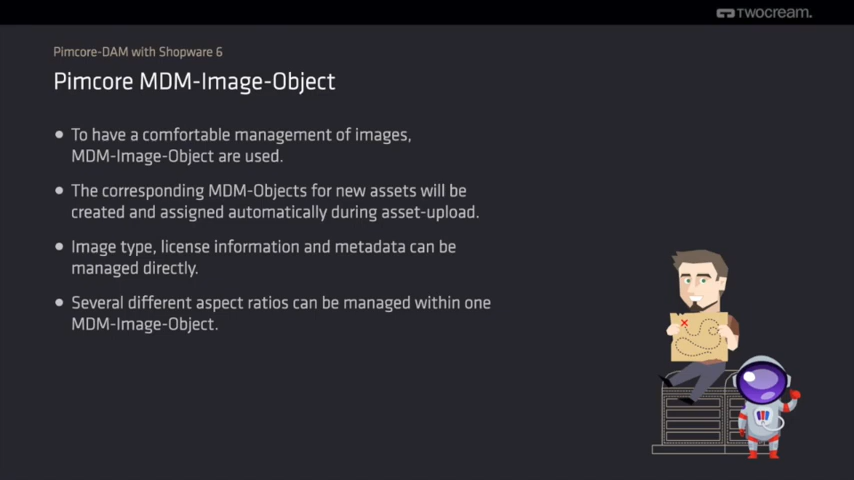 TWOCREAM.
Pimcore-DAM with Shopware 6
Pimcore MDM-Image-Object
To have a comfortable management of images,
MDM-Image-Object are used.
The corresponding MDM-Objects for new assets will be
created and assigned automatically during asset-upload.
Image type, license information and metadata can be
managed directly.
Several different aspect ratios can be managed within one
MDM-Image-Object.